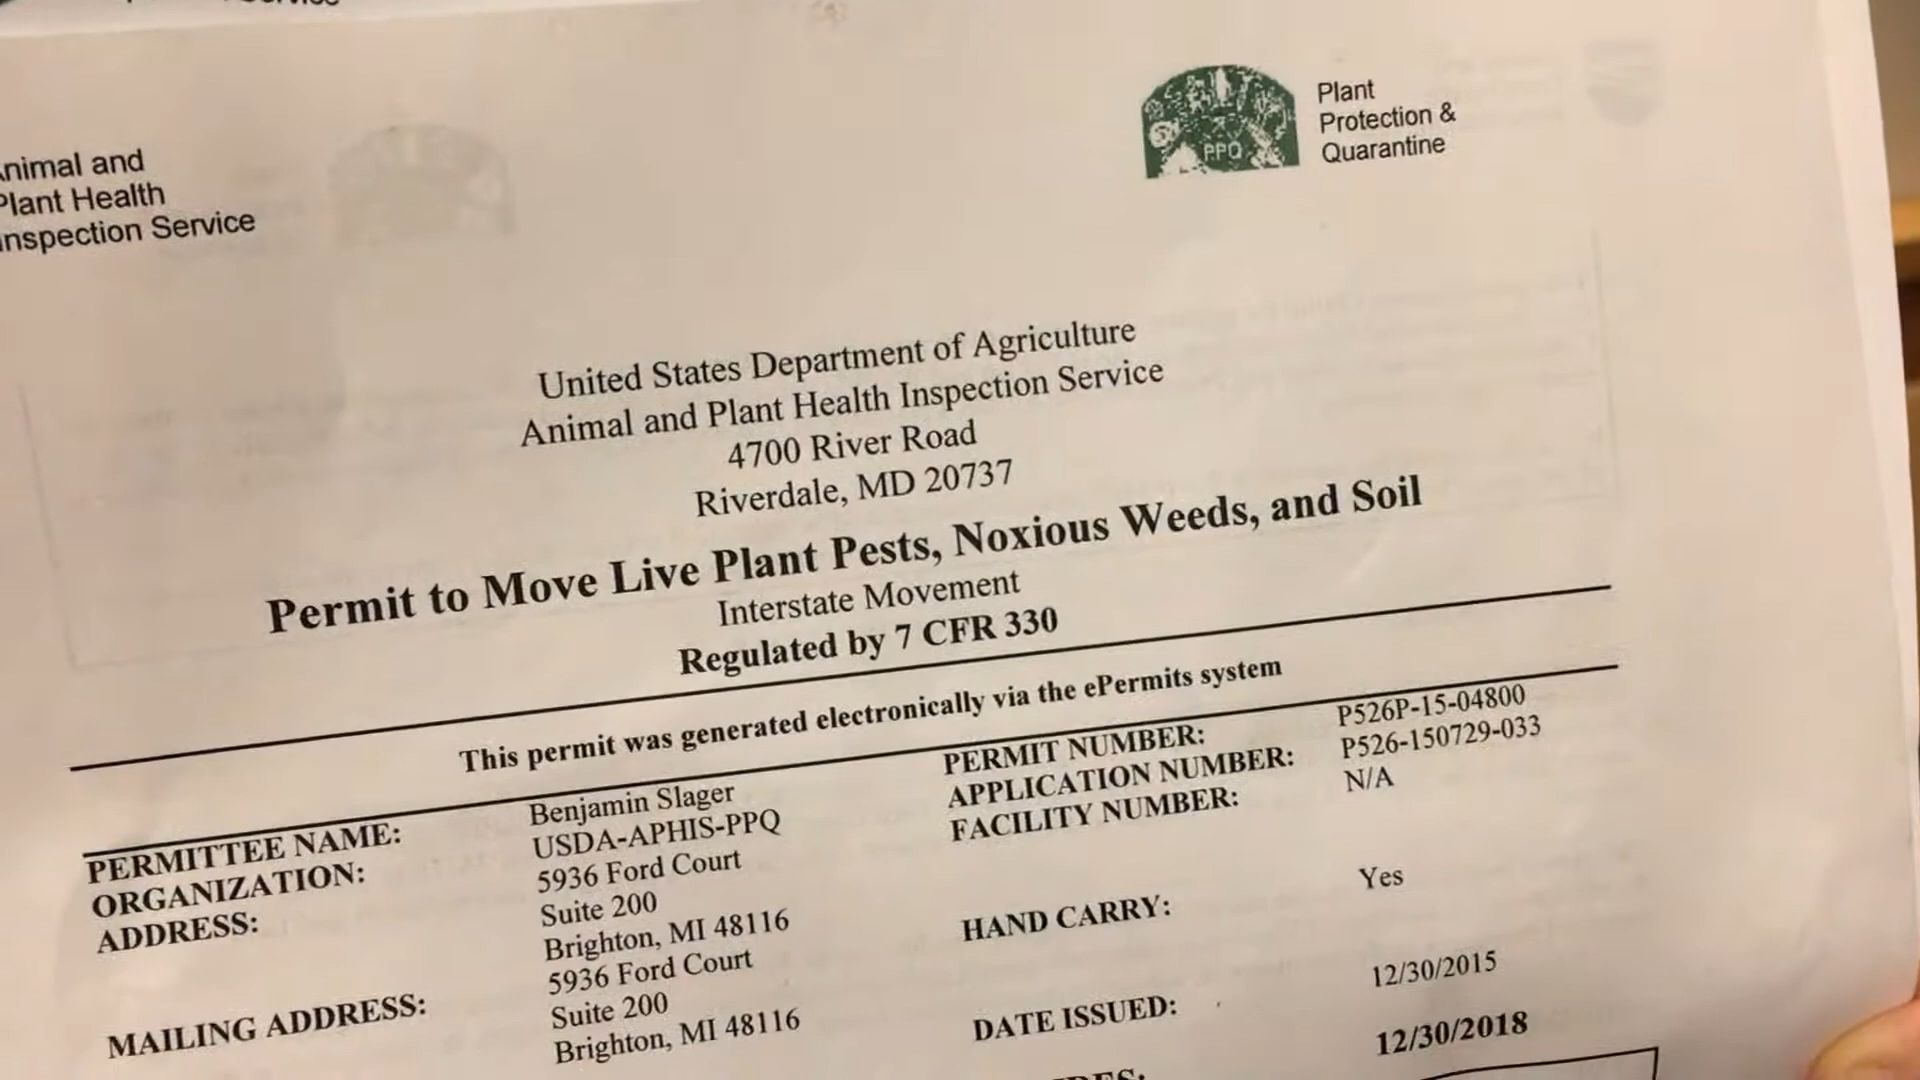 Animal and
Plant Health
Inspection Service
PPQ
Plant
Protection &
Quarantine
United States Department of Agriculture
Animal and Plant Health Inspection Service
4700 River Road
Riverdale, MD 20737
Permit to Move Live Plant Pests, Noxious Weeds, and Soil
Interstate Movement
Regulated by 7 CFR 330
This permit was generated electronically via the ePermits system
PERMITTEE NAME: Benjamin Slager
ORGANIZATION: USDA-APHIS-PPQ
ADDRESS: 5936 Ford Court
Suite 200
Brighton, MI 48116
MAILING ADDRESS: 5936 Ford Court
Suite 200
Brighton, MI 48116
PERMIT NUMBER: P526P-15-04800
APPLICATION NUMBER: P526-150729-033
FACILITY NUMBER: N/A
HAND CARRY: Yes
DATE ISSUED: 12/30/2015
12/30/2018